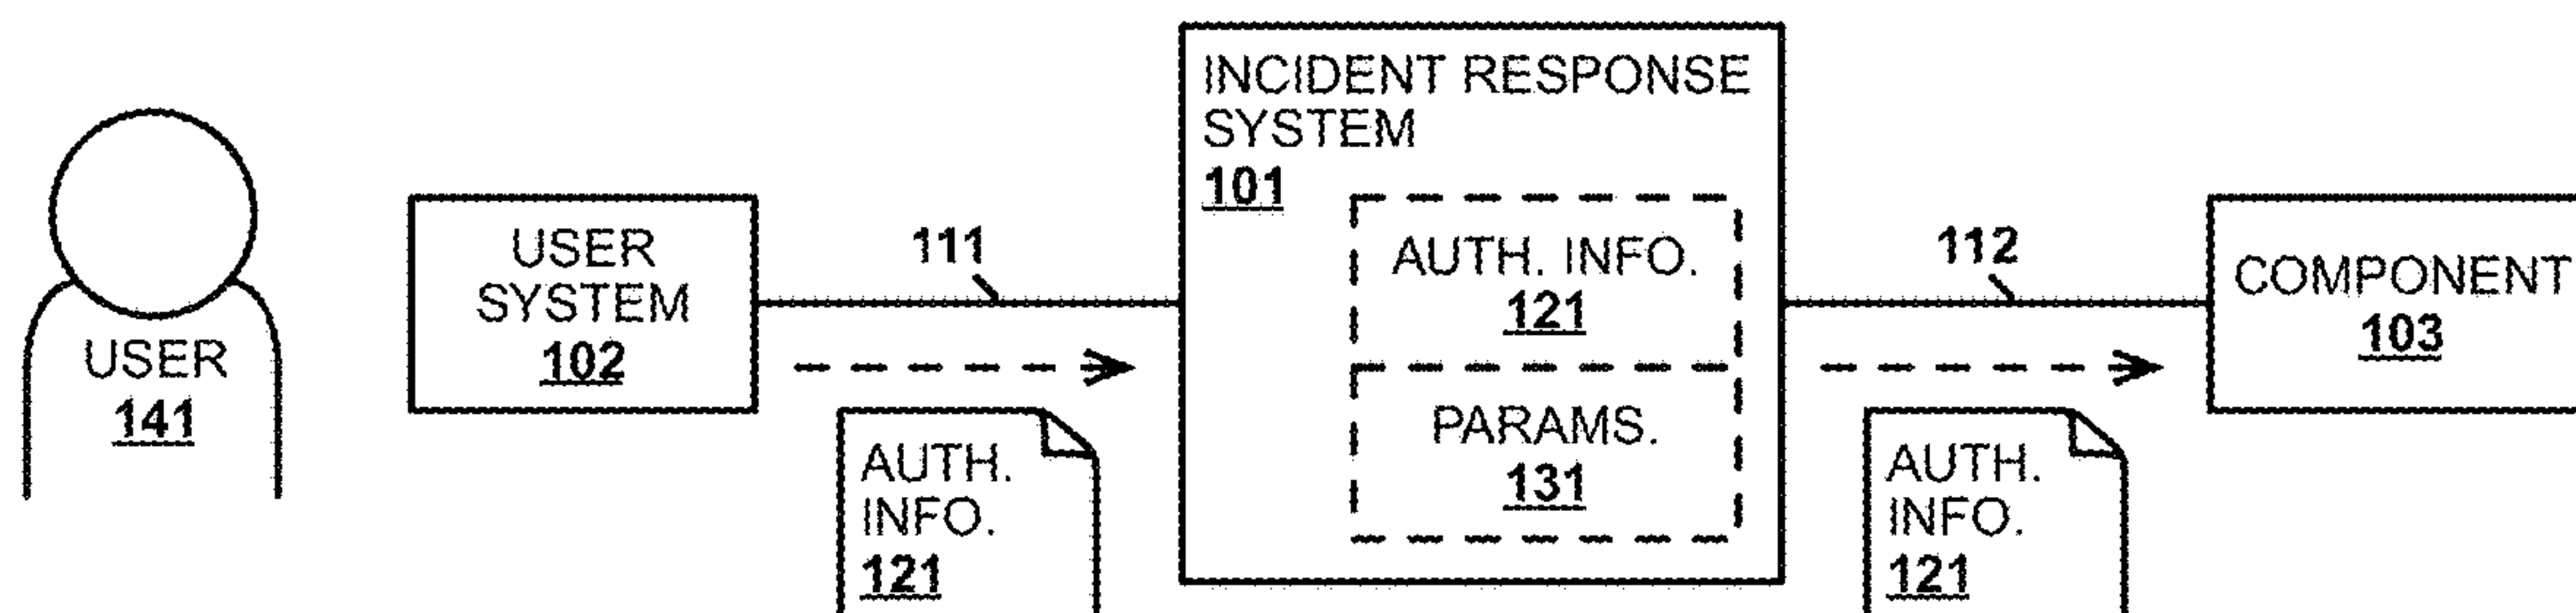 USER
141
USER
SYSTEM
102
111
AUTH.
INFO.
121
INCIDENT RESPONSE
SYSTEM
101
AUTH. INFO.
121
PARAMS.
131
112
AUTH.
INFO.
121
COMPONENT
103